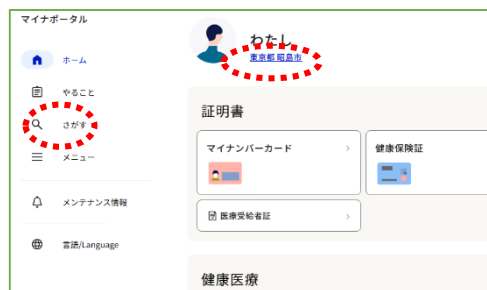 マイナポータル
ホーム
やること
さがす
メニュー
メンテナンス情報
言語/Language
わたし
東京都 昭島市
証明書
マイナンバーカード
健康保険証
医療受給者証
健康医療